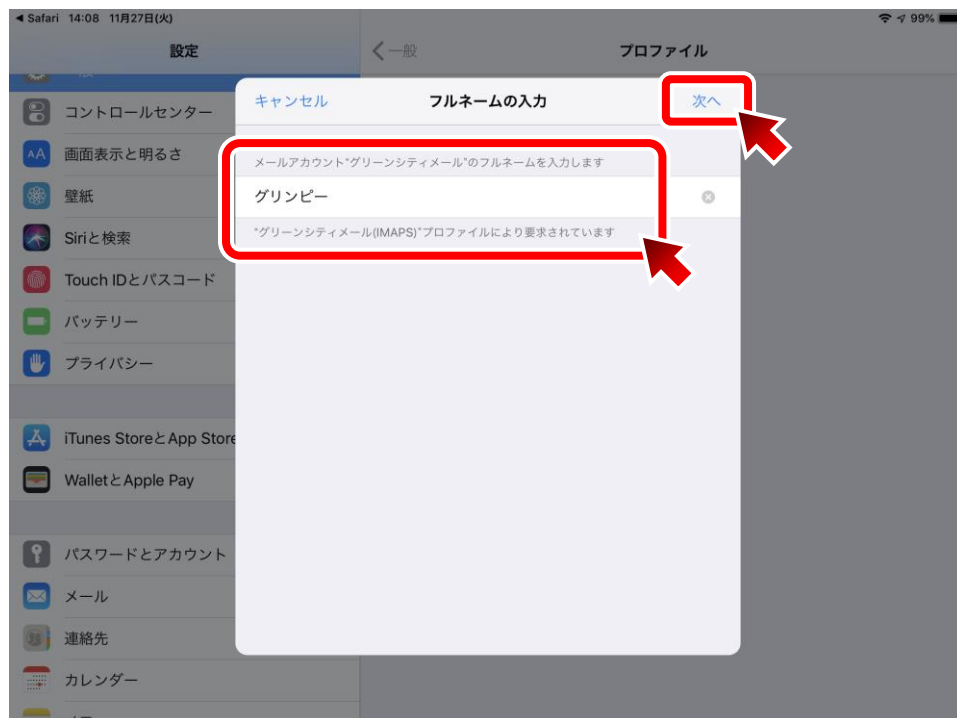 Safari 14:08 11月27日(火)
99%
設定
一般
プロファイル
コントロールセンター
画面表示と明るさ
壁紙
Siriと検索
Touch IDとパスコード
バッテリー
プライバシー
iTunes StoreとApp Store
WalletとApple Pay
パスワードとアカウント
メール
連絡先
カレンダー
キャンセル
フルネームの入力
次へ
メールアカウント"グリーンシティメール"のフルネームを入力します
グリンピー
"グリーンシティメール(IMAPS)"プロファイルにより要求されています